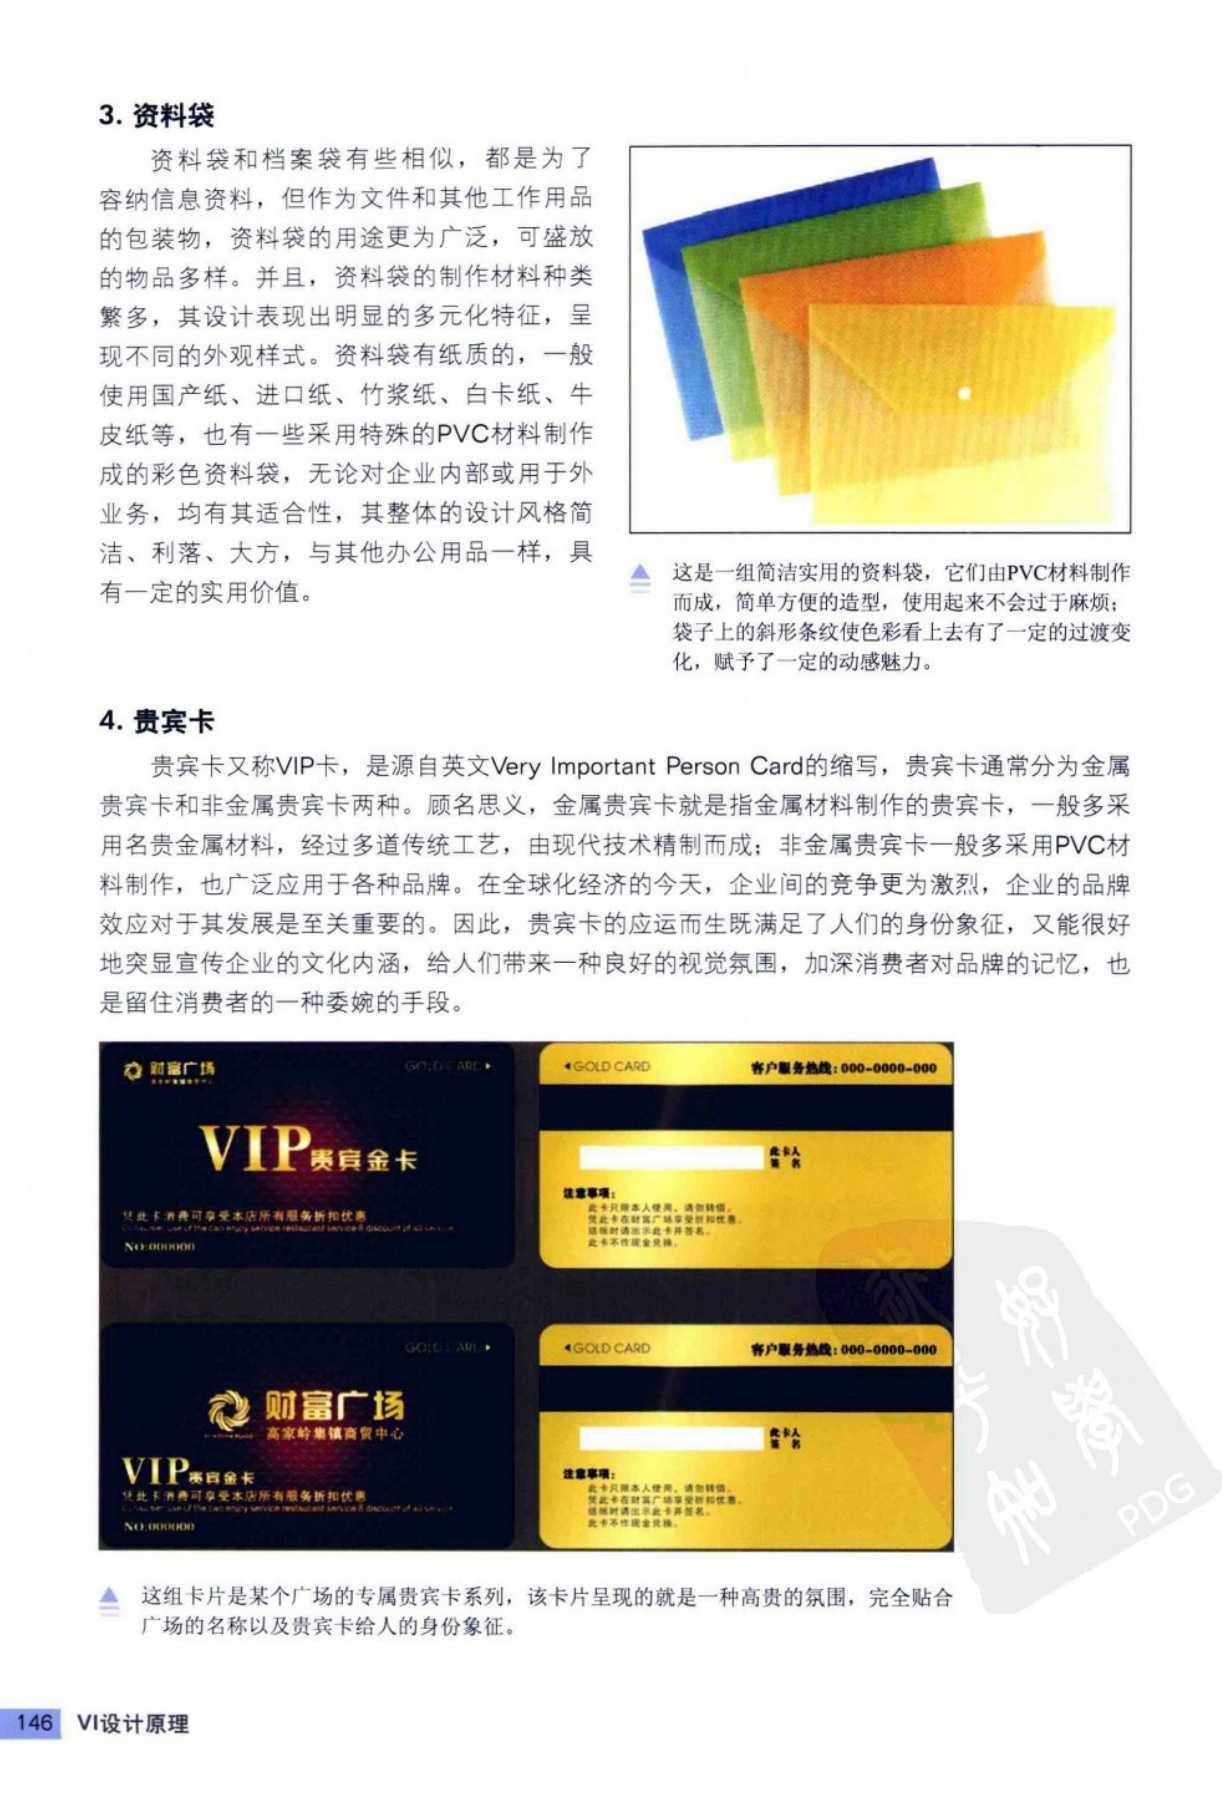 3. 资料袋
资料袋和档案袋有些相似，都是为了
容纳信息资料，但作为文件和其他工作用品
的包装物，资料袋的用途更为广泛，可盛放
的物品多样。并且，资料袋的制作材料种类
繁多，其设计表现出明显的多元化特征，呈
现不同的外观样式。资料袋有纸质的，一般
使用国产纸、进口纸、竹浆纸、白卡纸、牛
皮纸等，也有一些采用特殊的PVC材料制作
成的彩色资料袋，无论对企业内部或用于外
业务，均有其适合性，其整体的设计风格简
洁、利落、大方，与其他办公用品一样，具
有一定的实用价值。
这是一组简洁实用的资料袋，它们由PVC材料制作
而成，简单方便的造型，使用起来不会过于麻烦；
袋子上的斜形条纹使色彩看上去有了一定的过渡变
化，赋予了一定的动感魅力。
4. 贵宾卡
贵宾卡又称VIP卡，是源自英文Very Important Person Card的缩写，贵宾卡通常分为金属
贵宾卡和非金属贵宾卡两种。顾名思义，金属贵宾卡就是指金属材料制作的贵宾卡，一般多采
用名贵金属材料，经过多道传统工艺，由现代技术精制而成；非金属贵宾卡一般多采用PVC材
料制作，也广泛应用于各种品牌。在全球化经济的今天，企业间的竞争更为激烈，企业的品牌
效应对于其发展是至关重要的。因此，贵宾卡的应运而生既满足了人们的身份象征，又能很好
地突显宣传企业的文化内涵，给人们带来一种良好的视觉氛围，加深消费者对品牌的记忆，也
是留住消费者的一种委婉的手段。
财富广场
GOLD CARD
VIP贵宾金卡
凭此卡消费可享受本店所有服务折扣优惠
NO:000000
GOLD CARD
客户服务热线：000-0000-000
此卡人
签 名
注意事项：
此卡只限本人使用，请勿转借。
凭此卡在财富广场享受折扣优惠。
结帐时请出示此卡并签名。
此卡不作现金兑换。
GOLD CARD
财富广场
高家岭集镇商贸中心
VIP贵宾金卡
凭此卡消费可享受本店所有服务折扣优惠
NO:000000
GOLD CARD
客户服务热线：000-0000-000
此卡人
签 名
注意事项：
此卡只限本人使用，请勿转借。
凭此卡在财富广场享受折扣优惠。
结帐时请出示此卡并签名。
此卡不作现金兑换。
PDG
这组卡片是某个广场的专属贵宾卡系列，该卡片呈现的就是一种高贵的氛围，完全贴合
广场的名称以及贵宾卡给人的身份象征。
146 VI设计原理